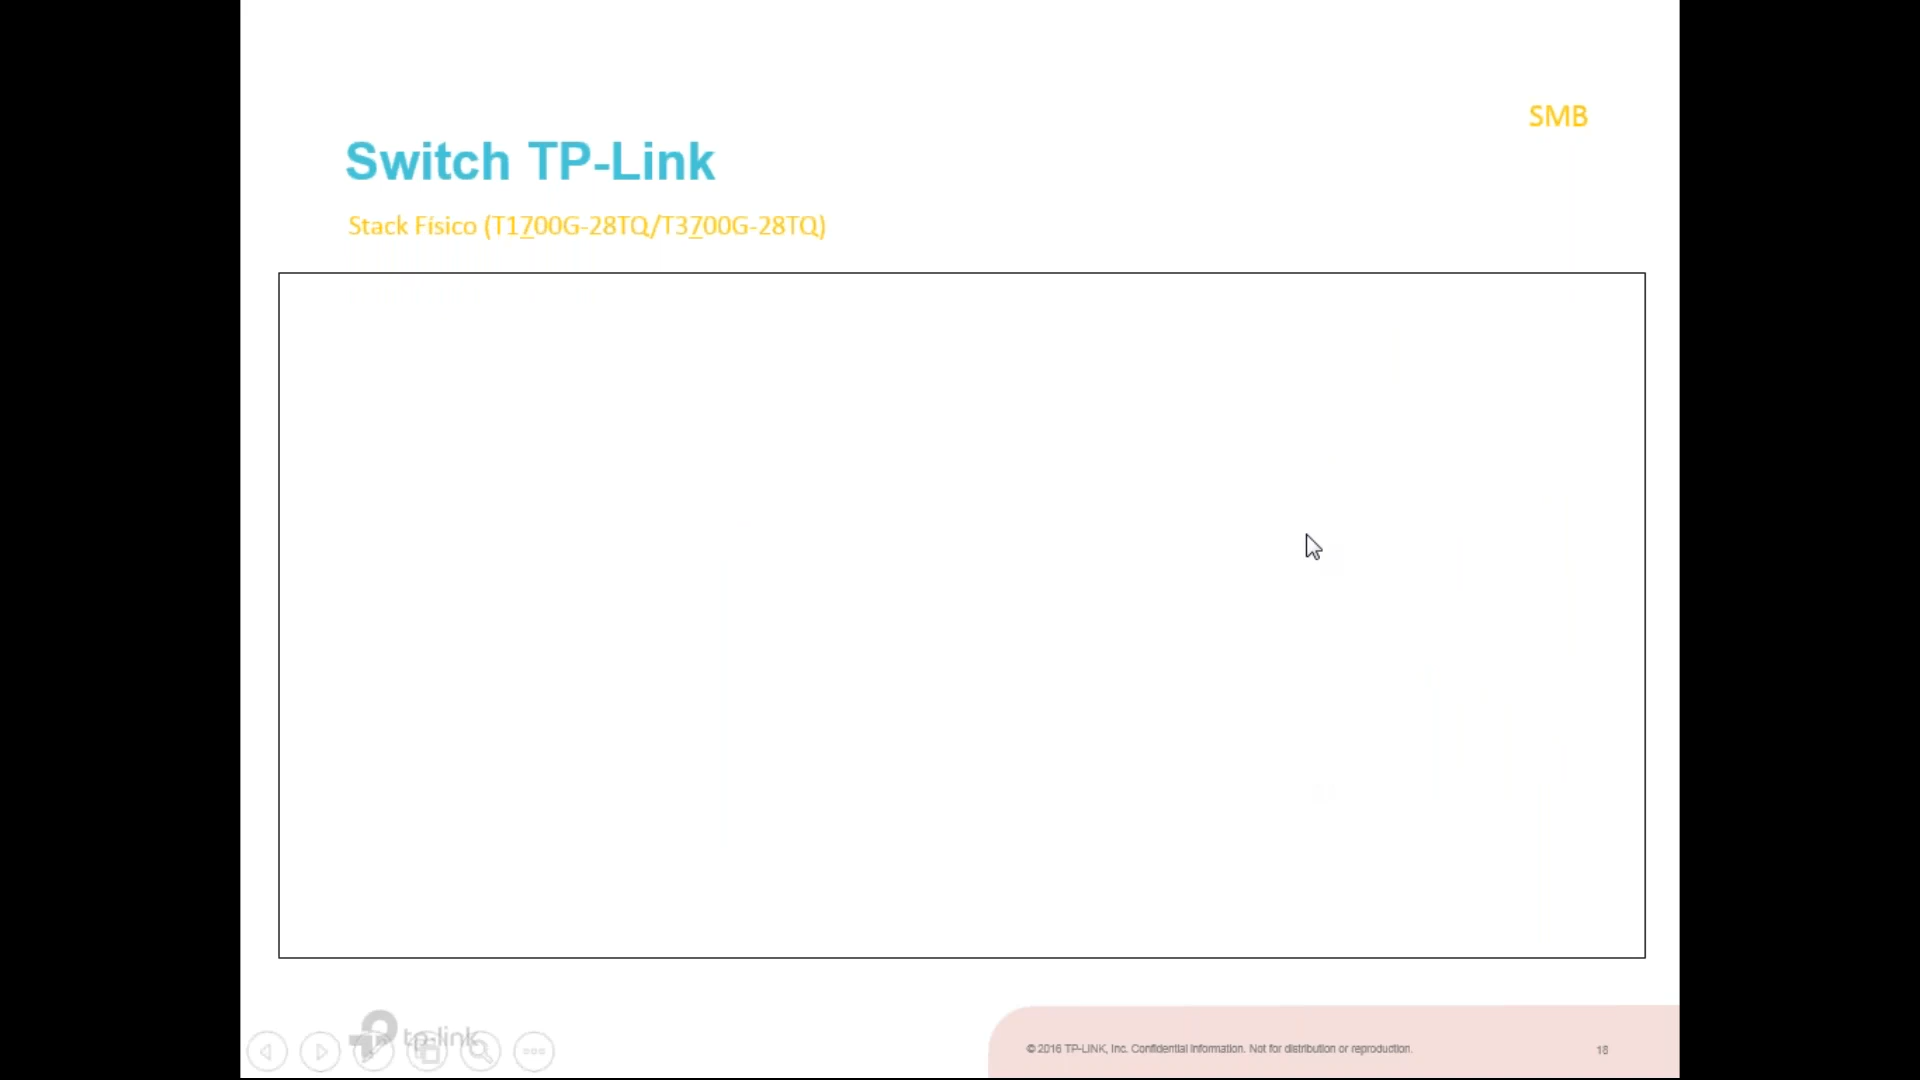 SMB
Switch TP-Link
Stack Físico (T1700G-28TQ/T3700G-28TQ)
tp-link
© 2016 TP-LINK, Inc. Confidential Information. Not for distribution or reproduction.
18